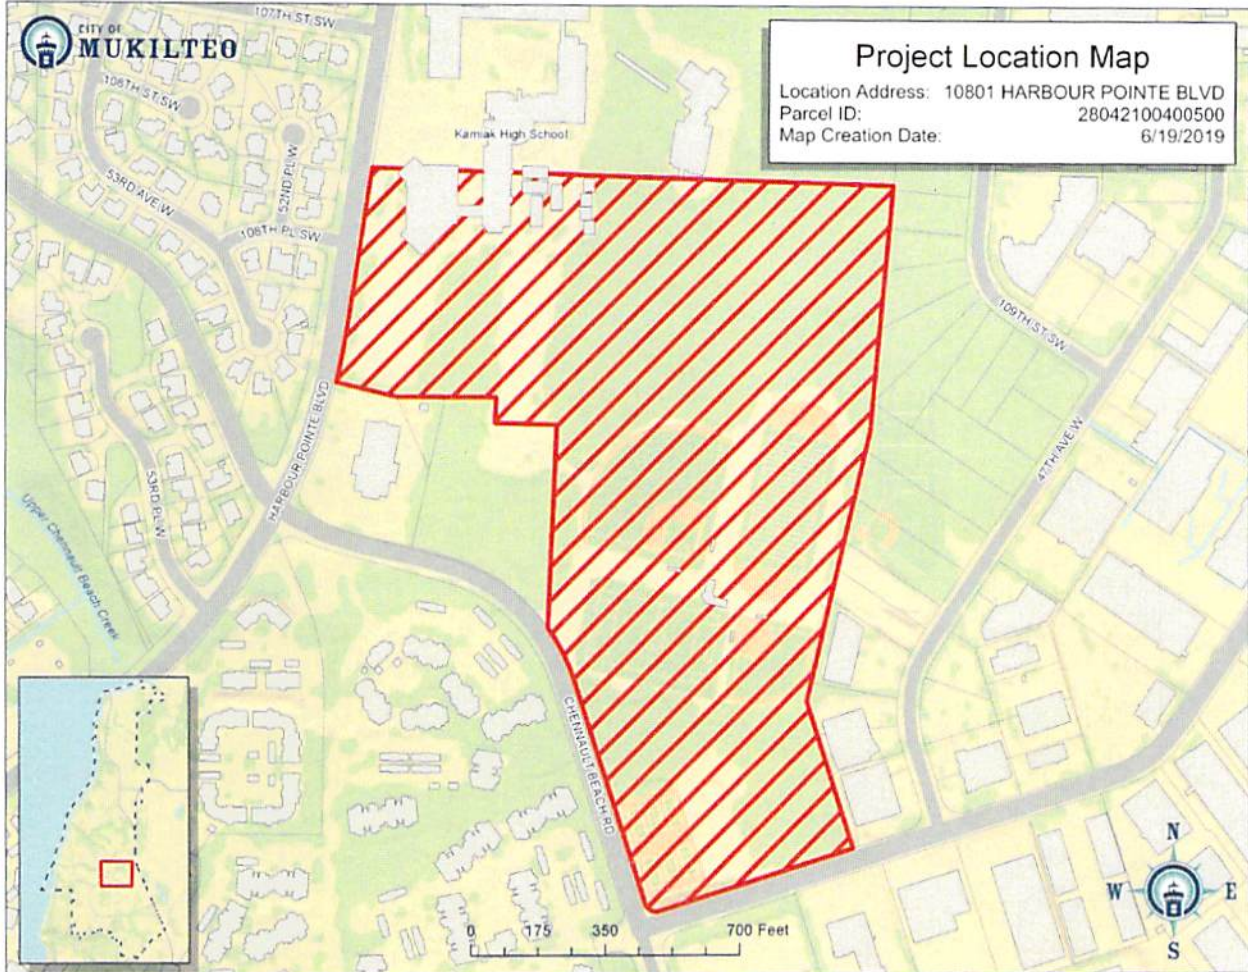 CITY OF
MUKILTEO
Project Location Map
Location Address: 10801 HARBOUR POINTE BLVD
Parcel ID: 28042100400500
Map Creation Date: 6/19/2019
107TH ST SW
108TH ST SW
Kamiak High School
52ND PL W
53RD AVE W
108TH PL SW
109TH ST SW
HARBOUR POINTE BLVD
47TH AVE W
53RD PL W
Upper Chennault Beach Creek
CHENNAULT BEACH RD
N
W E
S
0 175 350 700 Feet